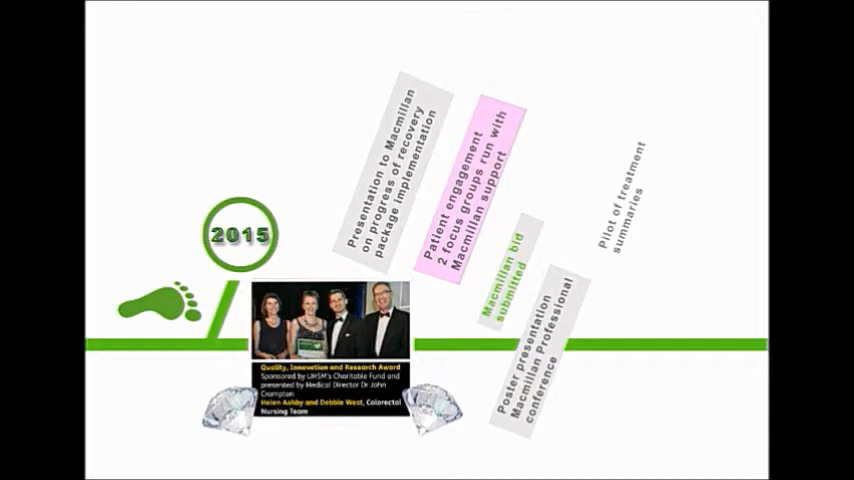 2015
Presentation to Macmillan
on progress of recovery
package implementation
Patient engagement
2 focus groups run with
Macmillan support
Macmillan bid
submitted
Poster presentation
Macmillan Professional
conference
Pilot of treatment
summaries
Quality, Innovation and Research Award
Sponsored by UHSM's Charitable Fund and
presented by Medical Director Dr John
Crampton
Helen Ashby and Debbie West, Colorectal
Nursing Team